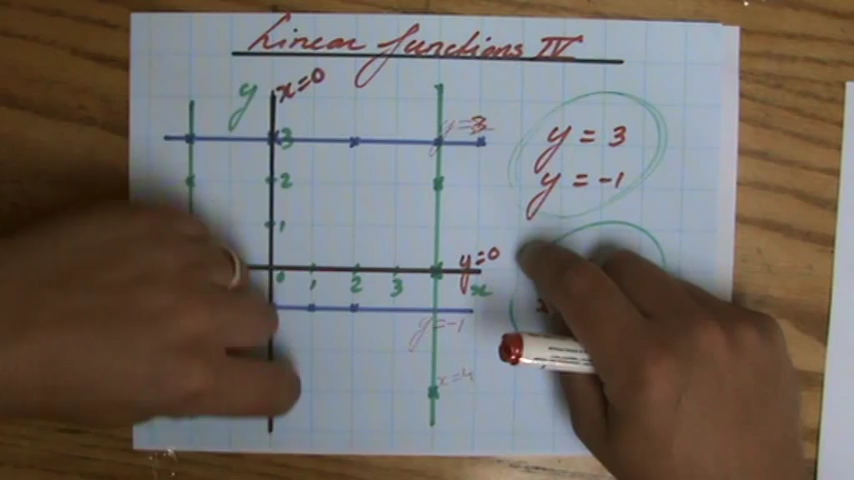 Linear functions IV
y
x=0
y=3
3
y = 3
2
y = -1
1
y=0
0 1 2 3
x
y=-1
x=4